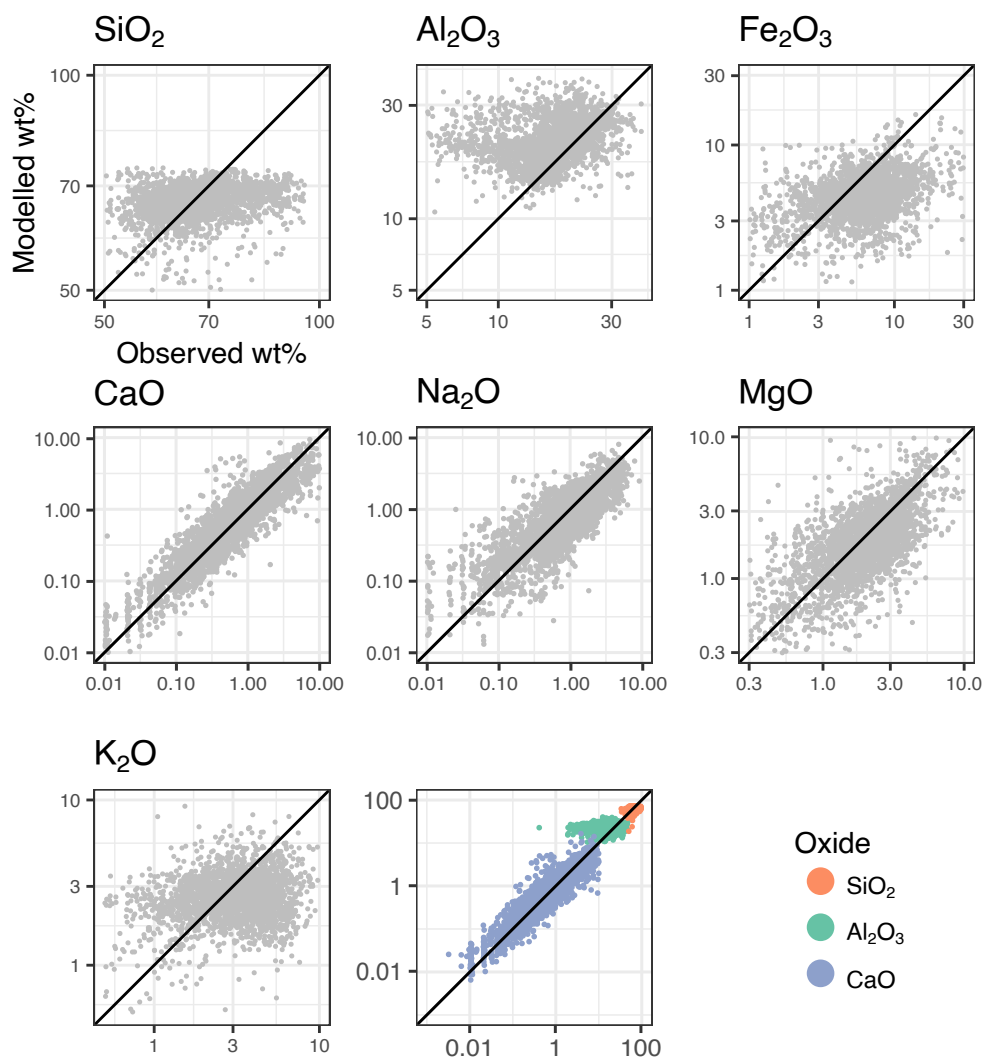 SiO₂
Al₂O₃
Fe₂O₃
Modelled wt%
100
70
50
50 70 100
30
10
5
5 10 30
30
10
3
1
1 3 10 30
Observed wt%
CaO
Na₂O
MgO
10.00
1.00
0.10
0.01
0.01 0.10 1.00 10.00
10.00
1.00
0.10
0.01
0.01 0.10 1.00 10.00
10.0
3.0
1.0
0.3
0.3 1.0 3.0 10.0
K₂O
10
3
1
1 3 10
100
1
0.01
0.01 1 100
Oxide
SiO₂
Al₂O₃
CaO